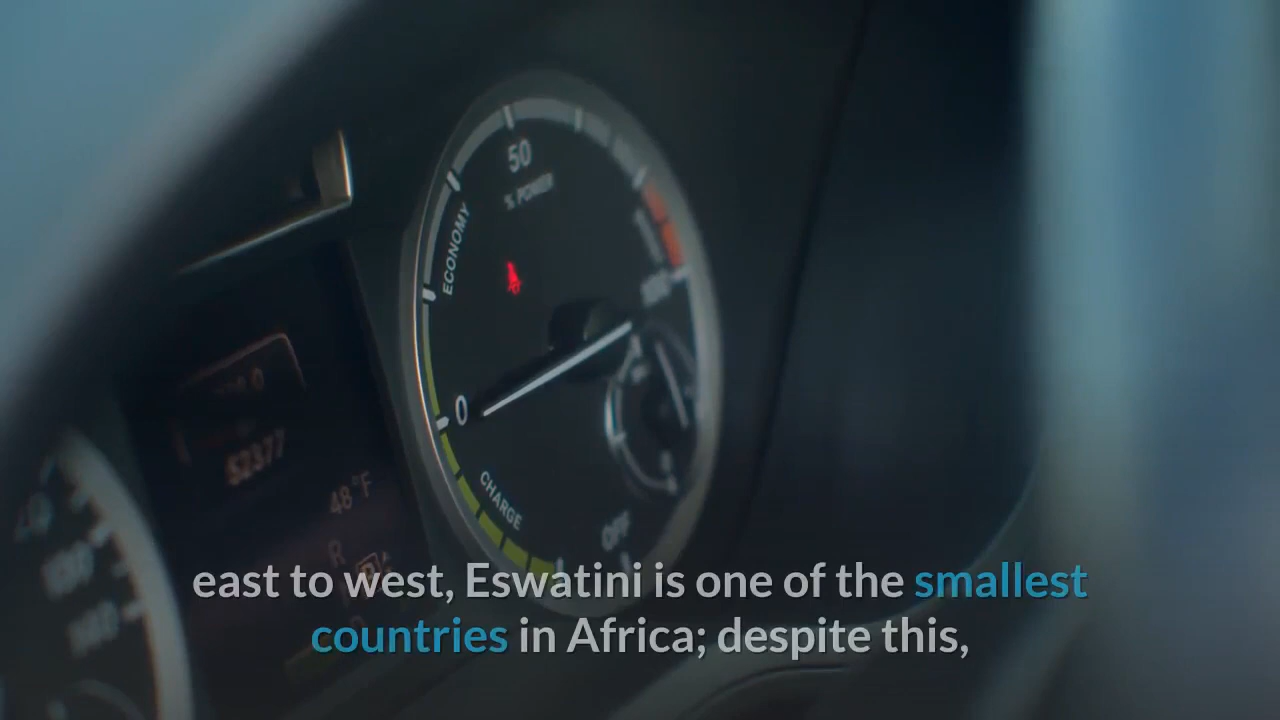 50
% POWER
ECONOMY
0
CHARGE
OFF
52377
48°F
R
east to west, Eswatini is one of the smallest
countries in Africa; despite this,